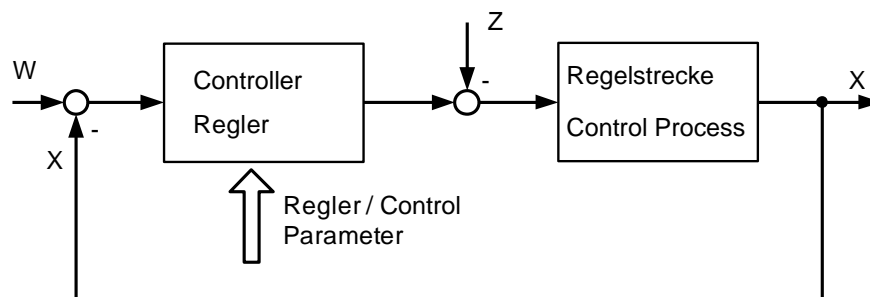 W
-
X
Controller
Regler
Regler / Control
Parameter
Z
-
Regelstrecke
Control Process
X